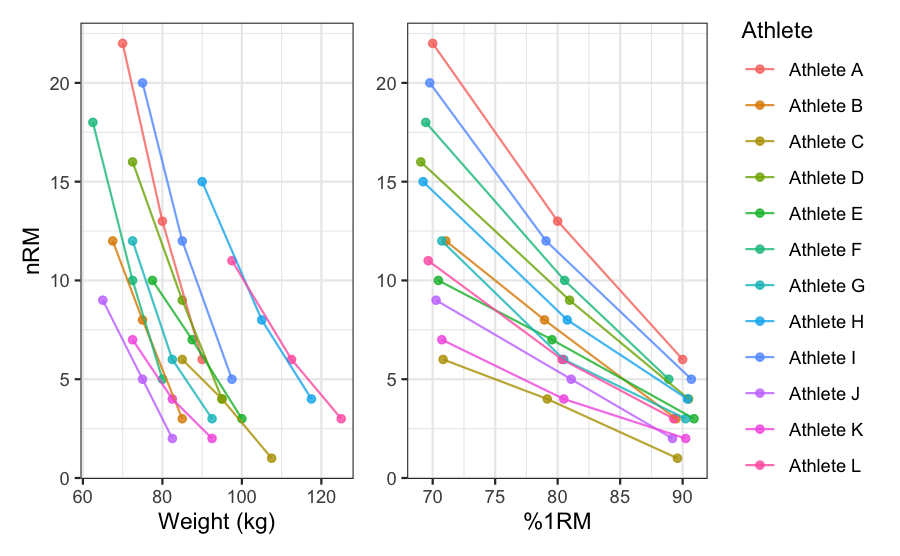 nRM
0
5
10
15
20
60
80
100
120
Weight (kg)
0
5
10
15
20
70
75
80
85
90
%1RM
Athlete
Athlete A
Athlete B
Athlete C
Athlete D
Athlete E
Athlete F
Athlete G
Athlete H
Athlete I
Athlete J
Athlete K
Athlete L